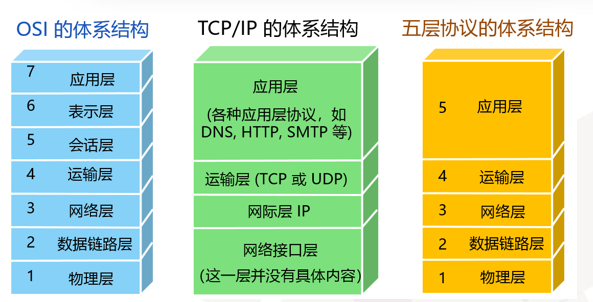 OSI 的体系结构
7 应用层
6 表示层
5 会话层
4 运输层
3 网络层
2 数据链路层
1 物理层
TCP/IP 的体系结构
应用层
(各种应用层协议，如
DNS, HTTP, SMTP 等)
运输层 (TCP 或 UDP)
网际层 IP
网络接口层
(这一层并没有具体内容)
五层协议的体系结构
5 应用层
4 运输层
3 网络层
2 数据链路层
1 物理层